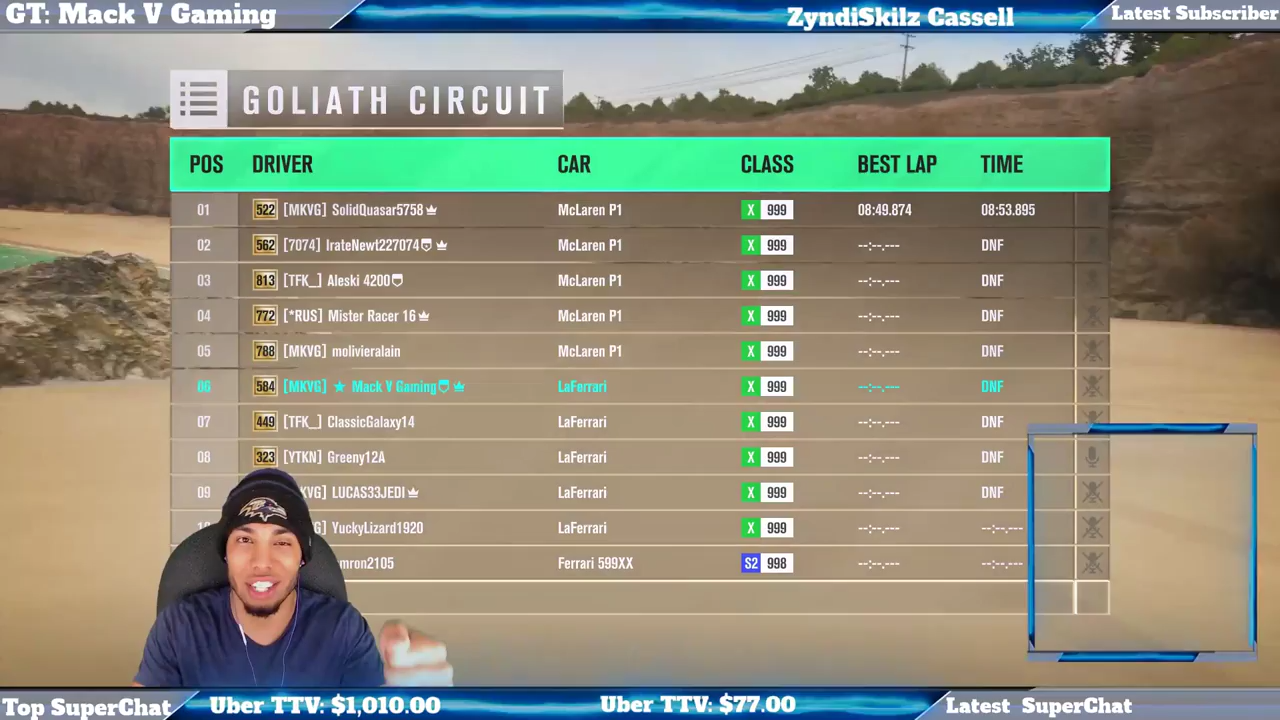 GT: Mack V Gaming
ZyndiSkilz Cassell
Latest Subscriber
GOLIATH CIRCUIT
POS DRIVER CAR CLASS BEST LAP TIME
01 522 [MKVG] SolidQuasar5758 McLaren P1 X 999 08:49.874 08:53.895
02 562 [7074] IrateNewt227074 McLaren P1 X 999 --:--.--- DNF
03 813 [TFK_] Aleski 4200 McLaren P1 X 999 --:--.--- DNF
04 772 [*RUS] Mister Racer 16 McLaren P1 X 999 --:--.--- DNF
05 788 [MKVG] molivieralain McLaren P1 X 999 --:--.--- DNF
06 584 [MKVG] ★ Mack V Gaming LaFerrari X 999 --:--.--- DNF
07 449 [TFK_] ClassicGalaxy14 LaFerrari X 999 --:--.--- DNF
08 323 [YTKN] Greeny12A LaFerrari X 999 --:--.--- DNF
09 LUCAS33JEDI LaFerrari X 999 --:--.--- DNF
YuckyLizard1920 LaFerrari X 999 --:--.--- --:--.---
mron2105 Ferrari 599XX S2 998 --:--.--- --:--.---
Top SuperChat
Uber TTV: $1,010.00
Uber TTV: $77.00
Latest SuperChat